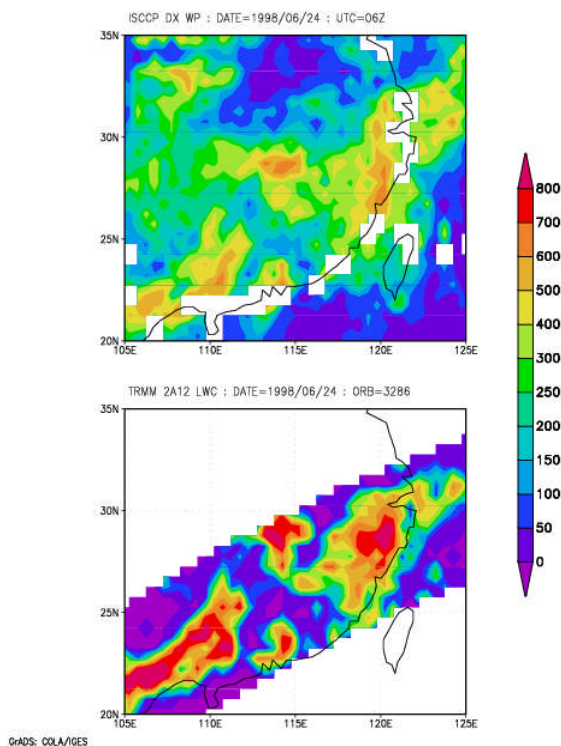 ISCCP DX WP : DATE=1998/06/24 : UTC=06Z
35N
30N
25N
20N
105E 110E 115E 120E 125E
800
700
600
500
400
350
300
250
200
150
100
50
0
TRMM 2A12 LWC : DATE=1998/06/24 : ORB=3286
35N
30N
25N
20N
105E 110E 115E 120E 125E
GrADS: COLA/IGES